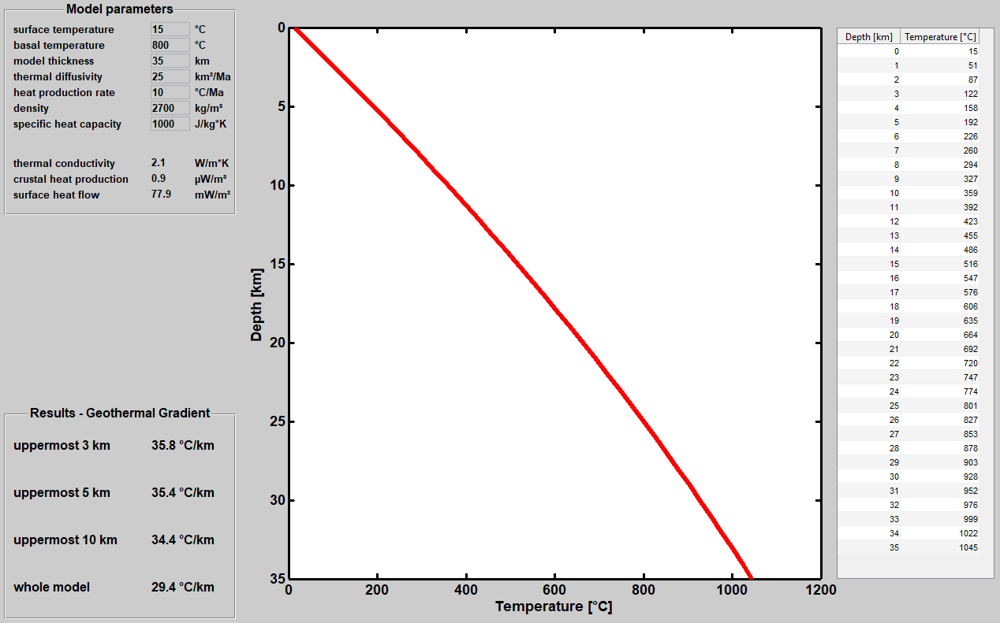 Model parameters
surface temperature 15 °C
basal temperature 800 °C
model thickness 35 km
thermal diffusivity 25 km²/Ma
heat production rate 10 °C/Ma
density 2700 kg/m³
specific heat capacity 1000 J/kg*K
thermal conductivity 2.1 W/m*K
crustal heat production 0.9 µW/m³
surface heat flow 77.9 mW/m²
Results - Geothermal Gradient
uppermost 3 km 35.8 °C/km
uppermost 5 km 35.4 °C/km
uppermost 10 km 34.4 °C/km
whole model 29.4 °C/km
Depth [km]
0
5
10
15
20
25
30
35
0 200 400 600 800 1000 1200
Temperature [°C]
Depth [km] Temperature [°C]
0 15
1 51
2 87
3 122
4 158
5 192
6 226
7 260
8 294
9 327
10 359
11 392
12 423
13 455
14 486
15 516
16 547
17 576
18 606
19 635
20 664
21 692
22 720
23 747
24 774
25 801
26 827
27 853
28 878
29 903
30 928
31 952
32 976
33 999
34 1022
35 1045